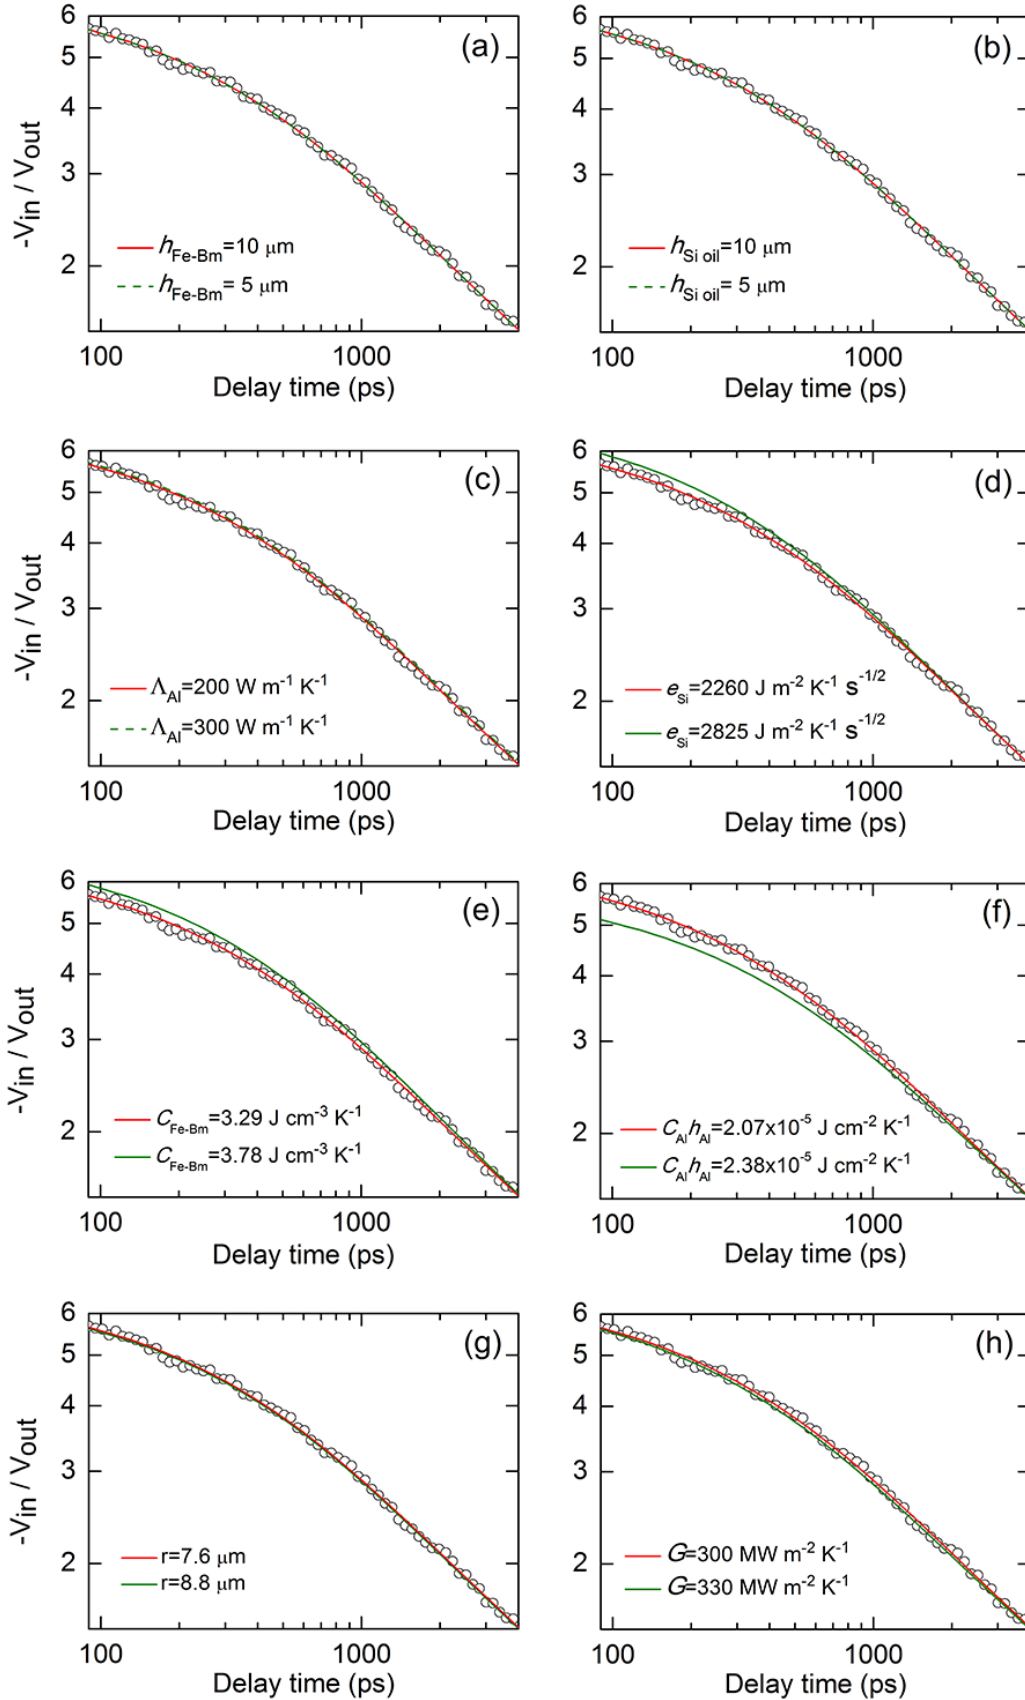 6
5
4
3
2
(a)
-Vin / Vout
hFe-Bm=10 μm
hFe-Bm= 5 μm
100 1000
Delay time (ps)
6
5
4
3
2
(b)
hSi oil=10 μm
hSi oil= 5 μm
100 1000
Delay time (ps)
6
5
4
3
2
(c)
-Vin / Vout
ΛAl=200 W m-1 K-1
ΛAl=300 W m-1 K-1
100 1000
Delay time (ps)
6
5
4
3
2
(d)
eSi=2260 J m-2 K-1 s-1/2
eSi=2825 J m-2 K-1 s-1/2
100 1000
Delay time (ps)
6
5
4
3
2
(e)
-Vin / Vout
CFe-Bm=3.29 J cm-3 K-1
CFe-Bm=3.78 J cm-3 K-1
100 1000
Delay time (ps)
6
5
4
3
2
(f)
CAlhAl=2.07x10-5 J cm-2 K-1
CAlhAl=2.38x10-5 J cm-2 K-1
100 1000
Delay time (ps)
6
5
4
3
2
(g)
-Vin / Vout
r=7.6 μm
r=8.8 μm
100 1000
Delay time (ps)
6
5
4
3
2
(h)
G=300 MW m-2 K-1
G=330 MW m-2 K-1
100 1000
Delay time (ps)